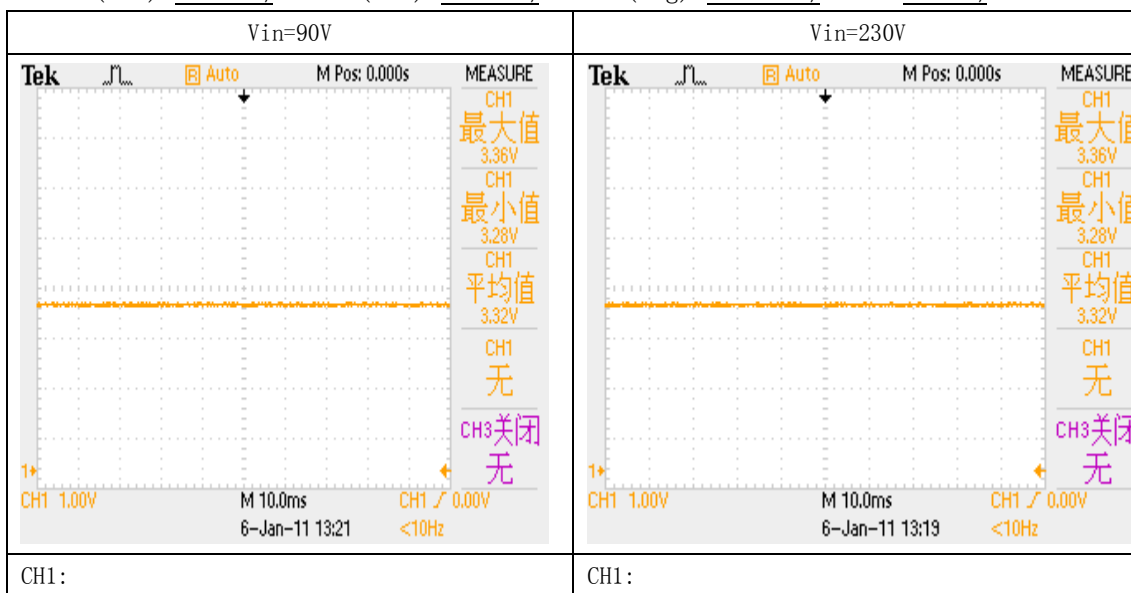 Vin=90V
Vin=230V
Tek R Auto M Pos: 0.000s MEASURE
CH1
最大值
3.36V
CH1
最小值
3.28V
CH1
平均值
3.32V
CH1
无
CH3关闭
无
1
CH1 1.00V M 10.0ms CH1 0.00V
6-Jan-11 13:21 <10Hz
Tek R Auto M Pos: 0.000s MEASURE
CH1
最大值
3.36V
CH1
最小值
3.28V
CH1
平均值
3.32V
CH1
无
CH3关闭
无
1
CH1 1.00V M 10.0ms CH1 0.00V
6-Jan-11 13:19 <10Hz
CH1:
CH1: